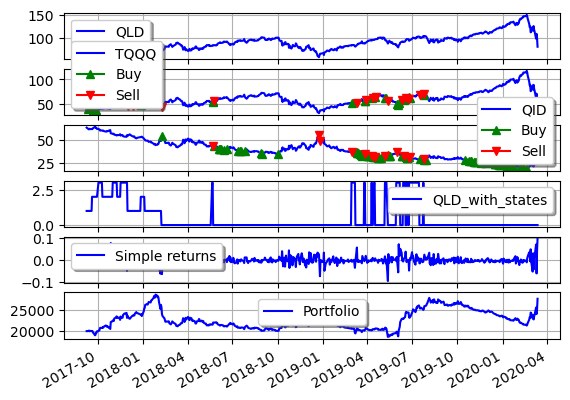 150
100
QLD
TQQQ
Buy
Sell
100
50
QID
Buy
Sell
50
25
2.5
0.0
QLD_with_states
0.1
0.0
−0.1
Simple returns
25000
20000
Portfolio
2017-10
2018-01
2018-04
2018-07
2018-10
2019-01
2019-04
2019-07
2019-10
2020-01
2020-04